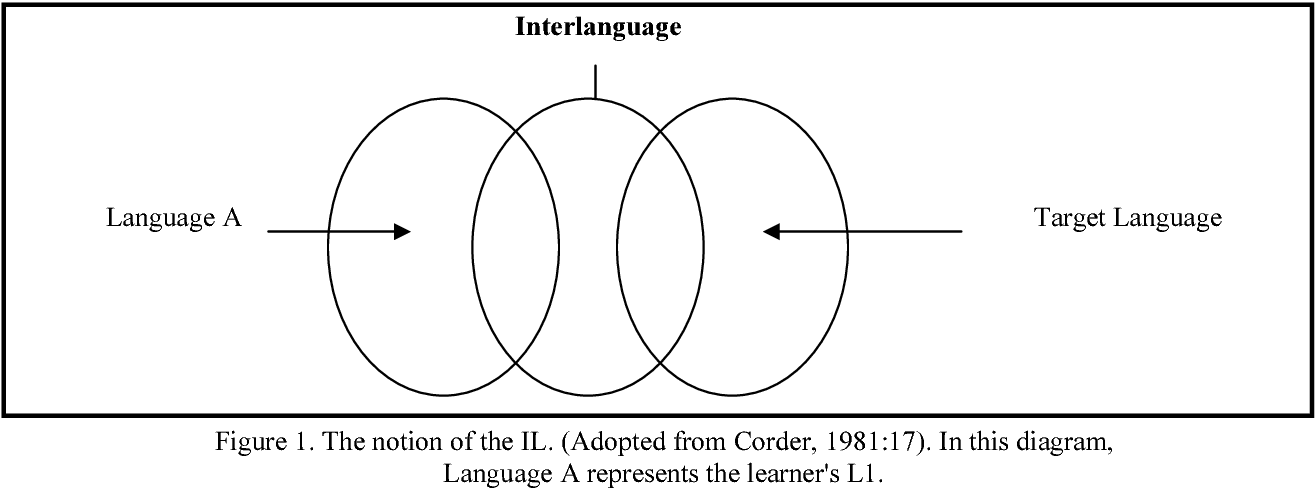 Interlanguage
Language A
Target Language
Figure 1. The notion of the IL. (Adopted from Corder, 1981:17). In this diagram,
Language A represents the learner's L1.